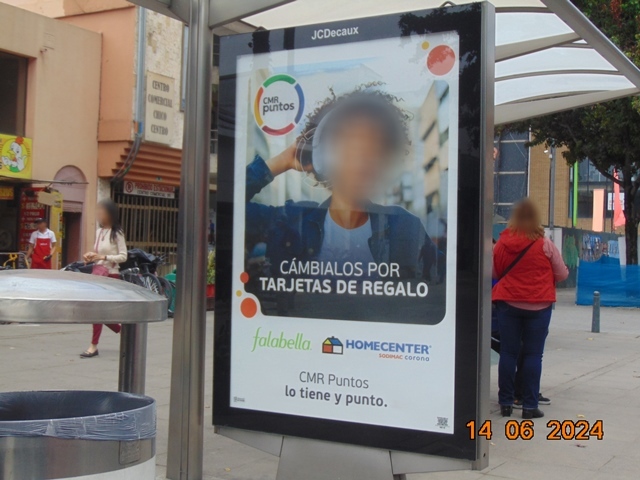 JCDecaux
CMR
puntos
CENTRO
COMERCIAL
CHICO
CENTRO
CÁMBIALOS POR
TARJETAS DE REGALO
falabella.
HOMECENTER
SODIMAC corona
CMR Puntos
lo tiene y punto.
14 06 2024